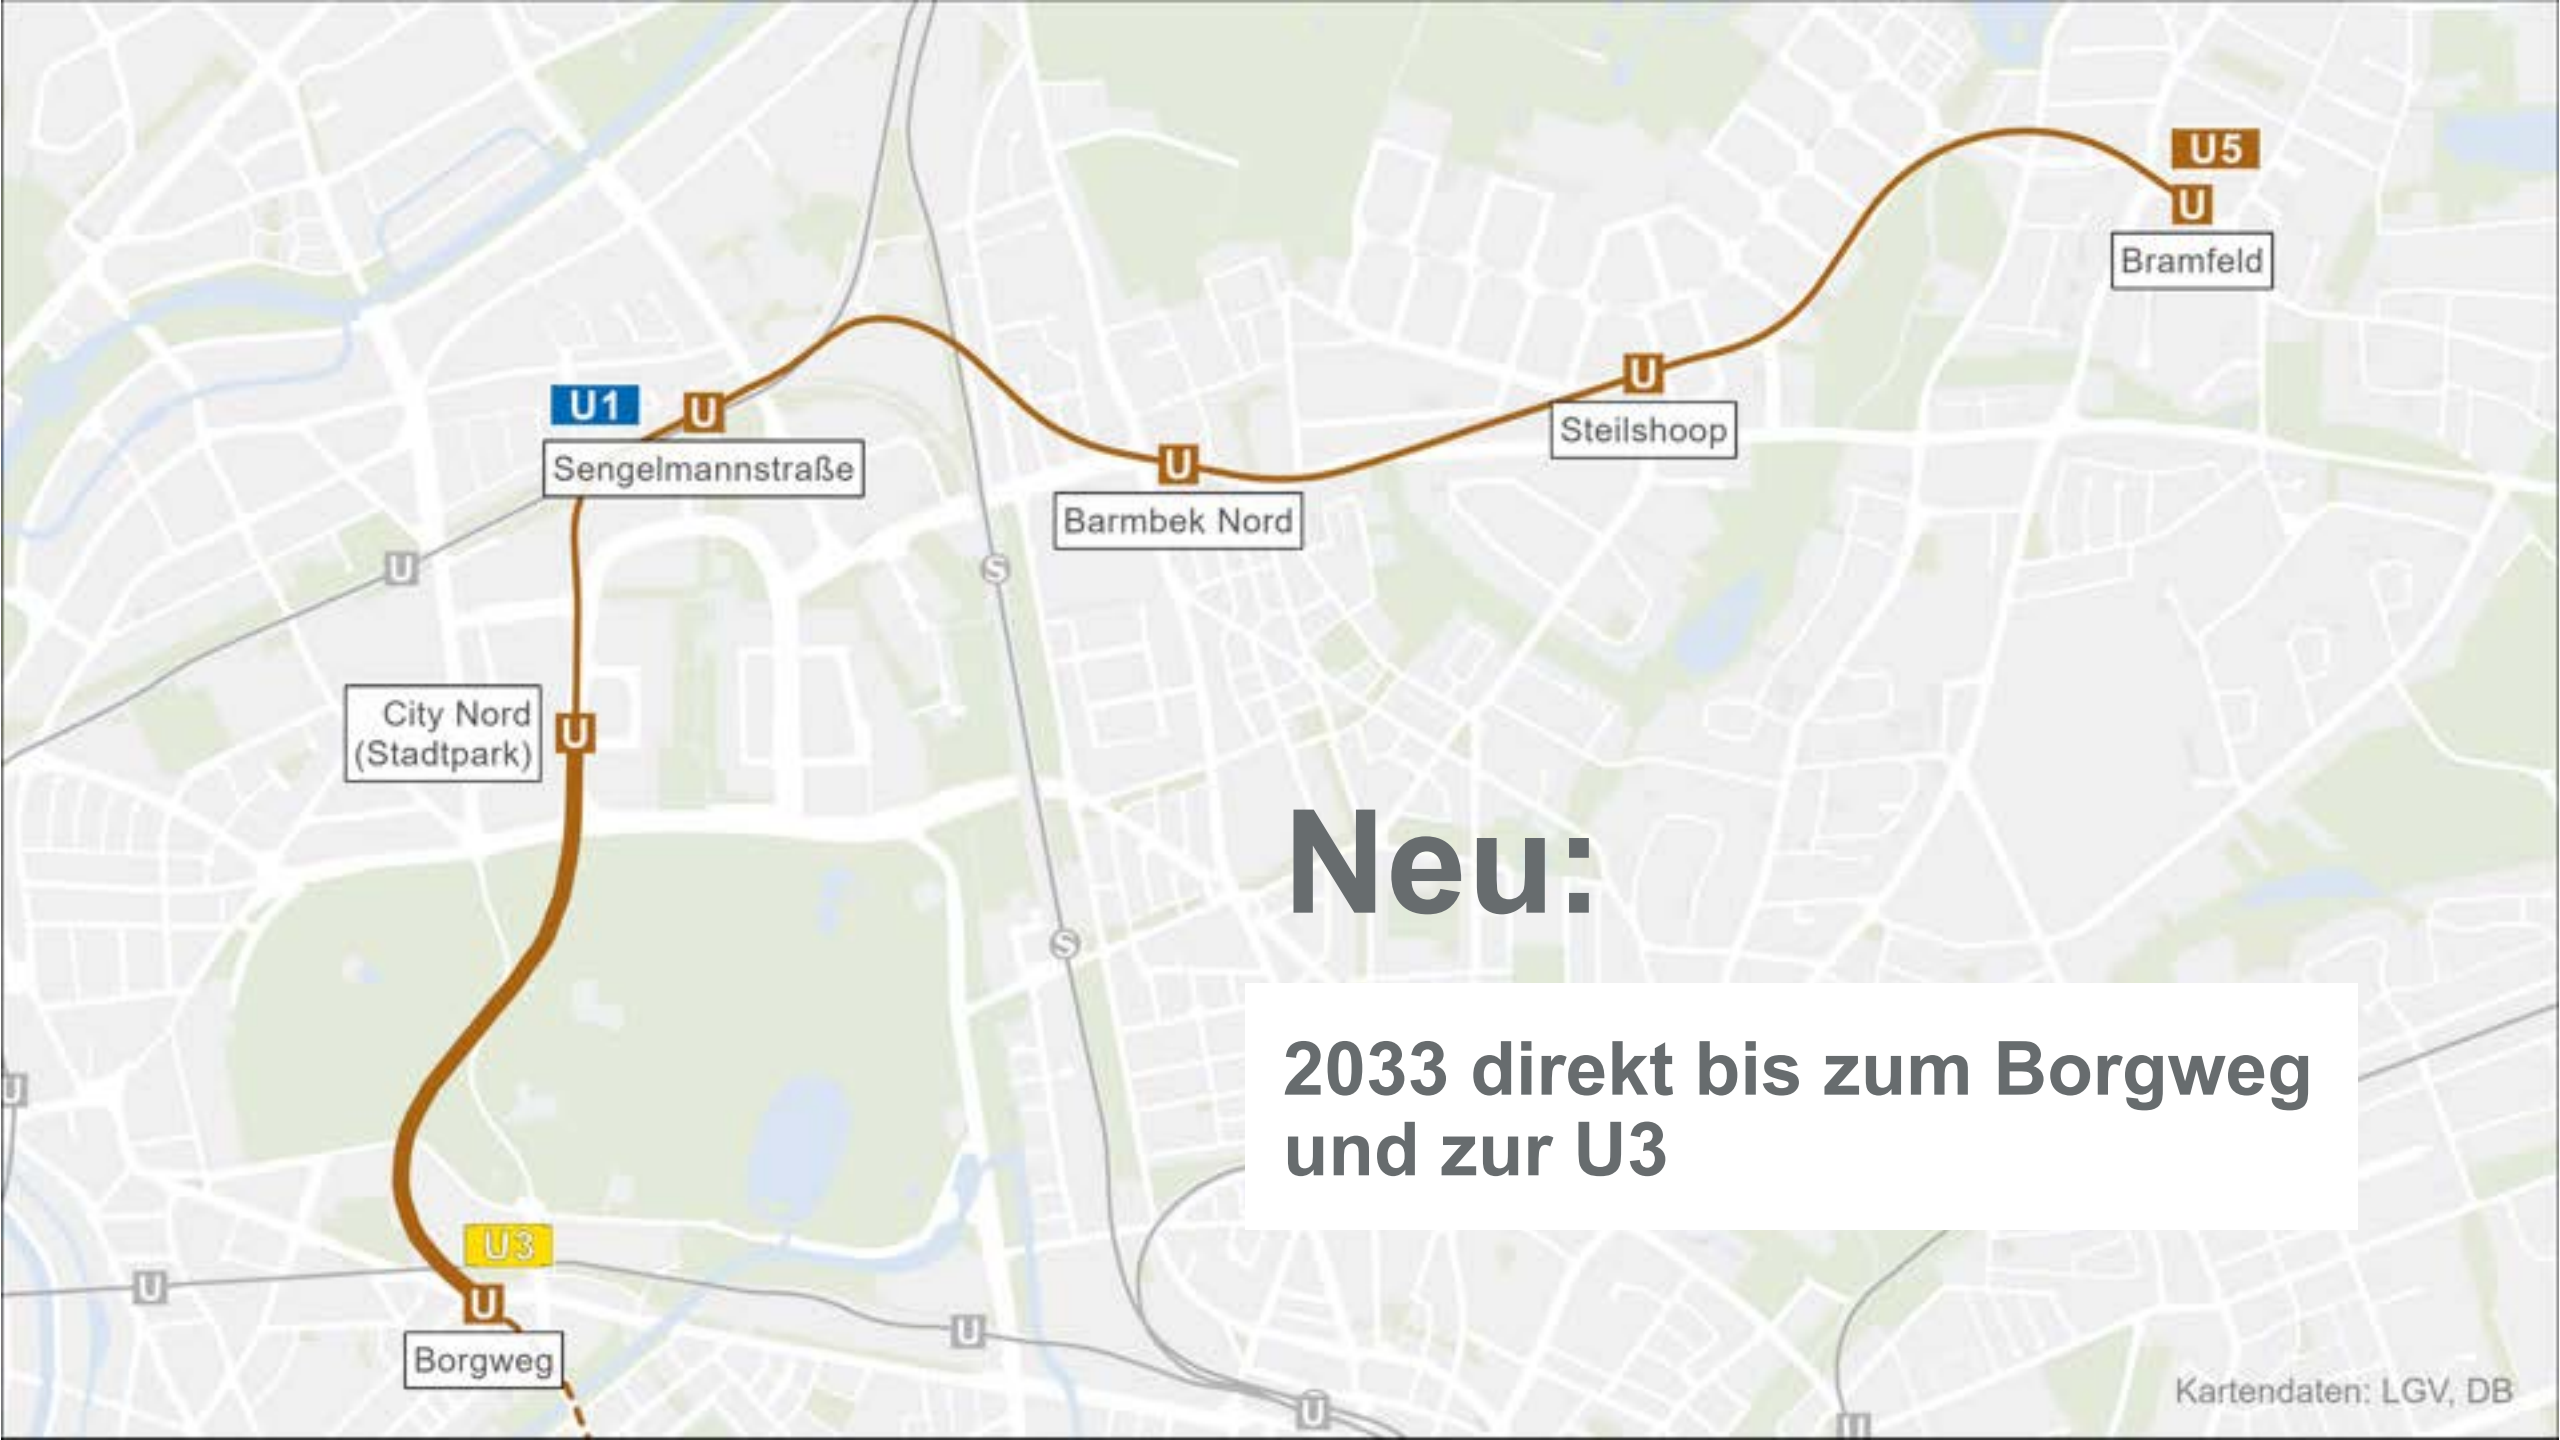 U5
U
Bramfeld
U1
U
Sengelmannstraße
U
Steilshoop
U
Barmbek Nord
U
S
City Nord
(Stadtpark)
U
Neu:
S
2033 direkt bis zum Borgweg
und zur U3
U
U3
U
U
Borgweg
U
U
U
Kartendaten: LGV, DB